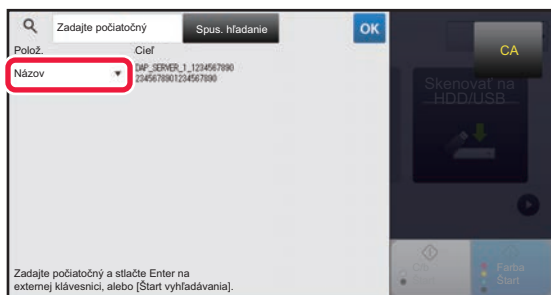 Zadajte počiatočný
Spus. hľadanie
OK
CA
Polož.
Cieľ
Názov
DAP_SERVER_1_1234567890
2345678901234567890
Skenovať na
HDD/USB
Zadajte počiatočný a stlačte Enter na
externej klávesnici, alebo [Štart vyhľadávania].
Farba
Štart